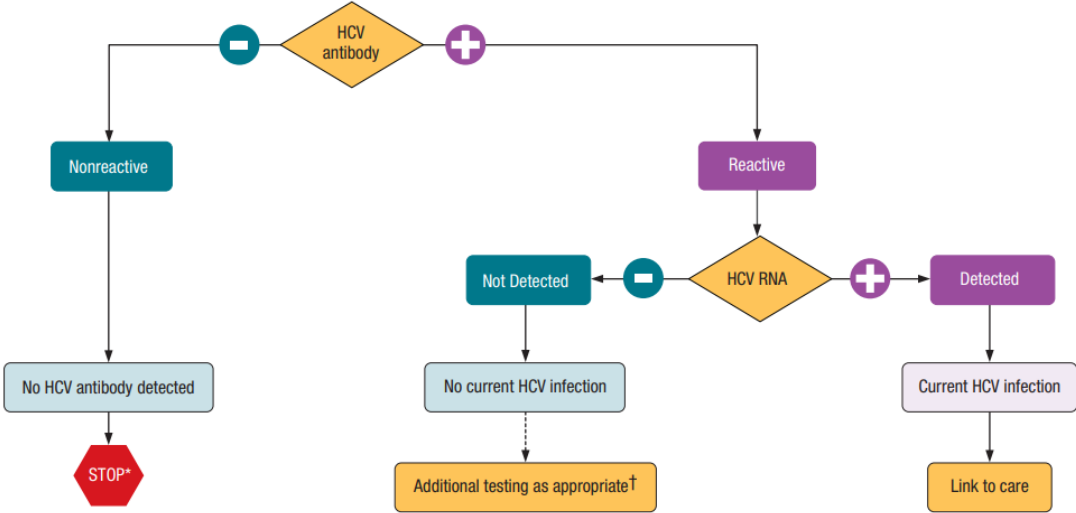 HCV
antibody
Nonreactive
Reactive
Not Detected
HCV RNA
Detected
No HCV antibody detected
No current HCV infection
Current HCV infection
STOP*
Additional testing as appropriate†
Link to care